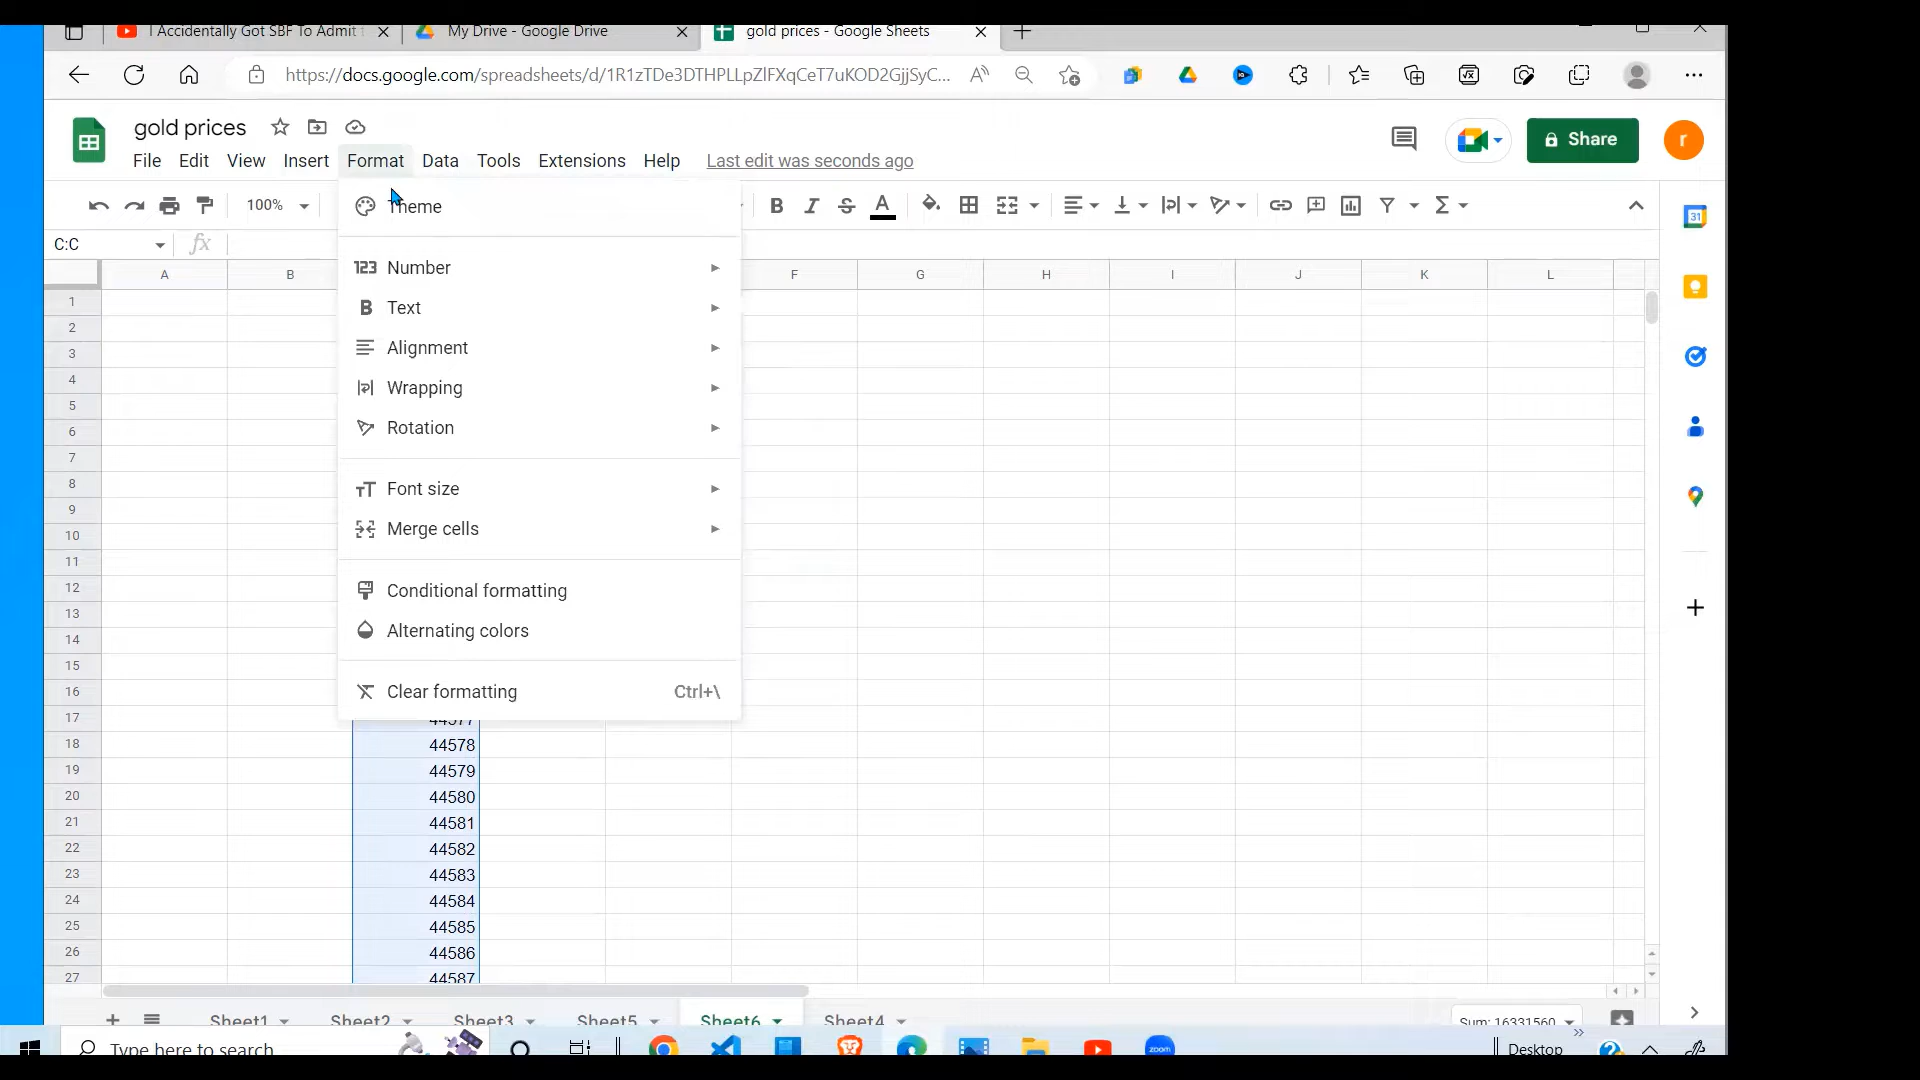 I Accidentally Got SBF To Admit t
My Drive - Google Drive
gold prices - Google Sheets
https://docs.google.com/spreadsheets/d/1R1zTDe3DTHPLLpZlFXqCeT7uKOD2GjjSyC...
gold prices
Share
r
File Edit View Insert Format Data Tools Extensions Help Last edit was seconds ago
100%
Theme
B I A
C:C
fx
31
A B F G H I J K L
123 Number
B Text
Alignment
Wrapping
Rotation
Font size
Merge cells
Conditional formatting
Alternating colors
Clear formatting Ctrl+\
1
2
3
4
5
6
7
8
9
10
11
12
13
14
15
16
17 44577
18 44578
19 44579
20 44580
21 44581
22 44582
23 44583
24 44584
25 44585
26 44586
27 44587
Sheet1 Sheet2 Sheet3 Sheet5 Sheet6 Sheet4 Sum: 16331560
Type here to search
zoom
Desktop